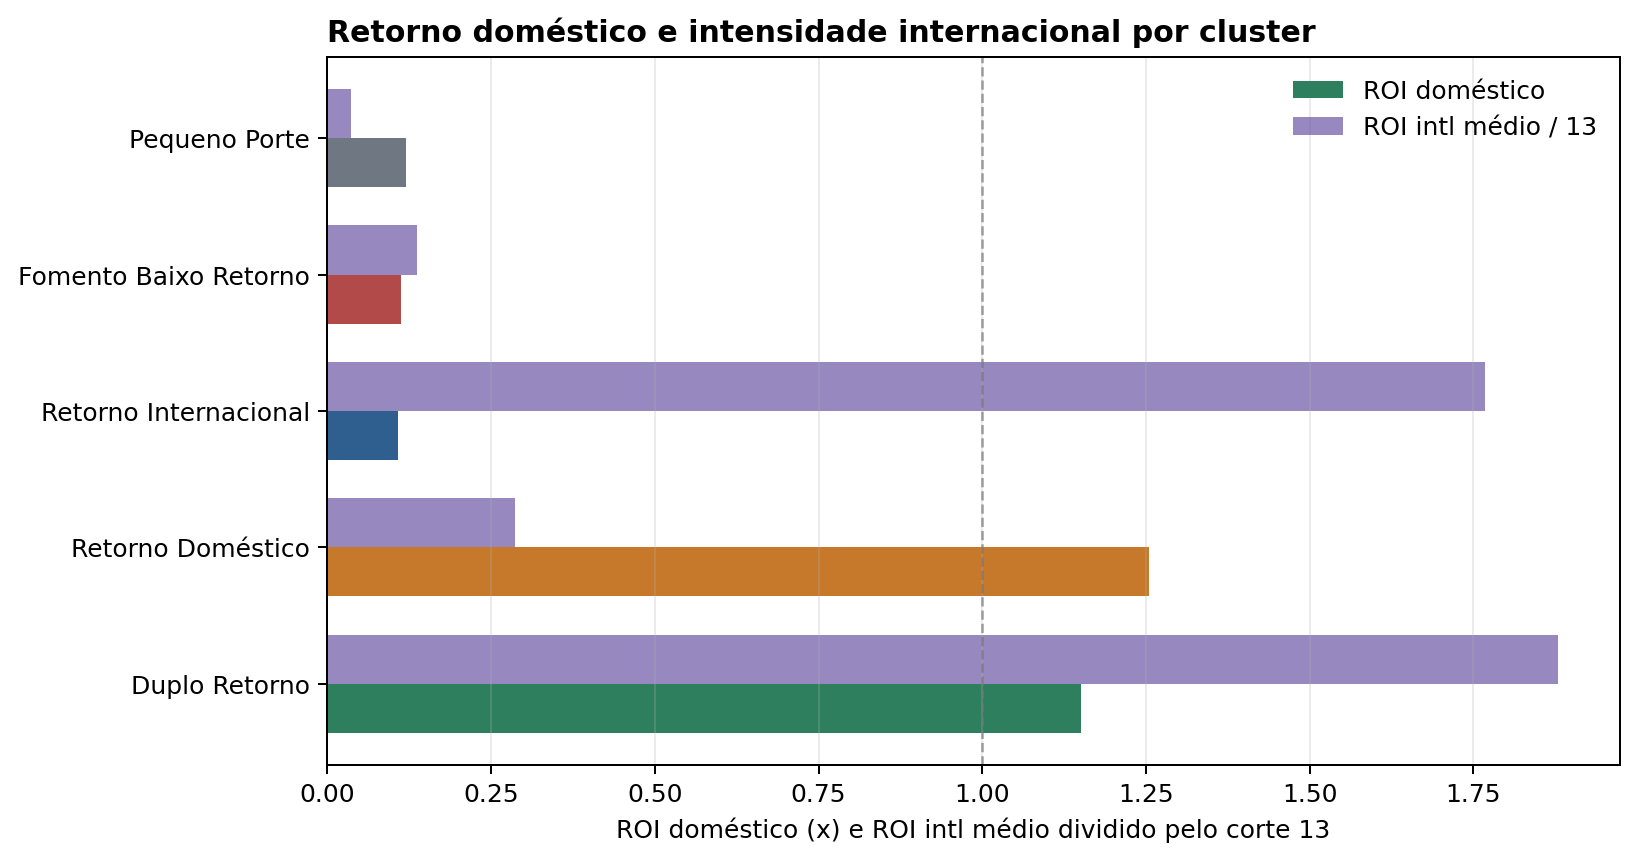 Retorno doméstico e intensidade internacional por cluster
ROI doméstico
ROI intl médio / 13
Pequeno Porte
Fomento Baixo Retorno
Retorno Internacional
Retorno Doméstico
Duplo Retorno
0.00 0.25 0.50 0.75 1.00 1.25 1.50 1.75
ROI doméstico (x) e ROI intl médio dividido pelo corte 13